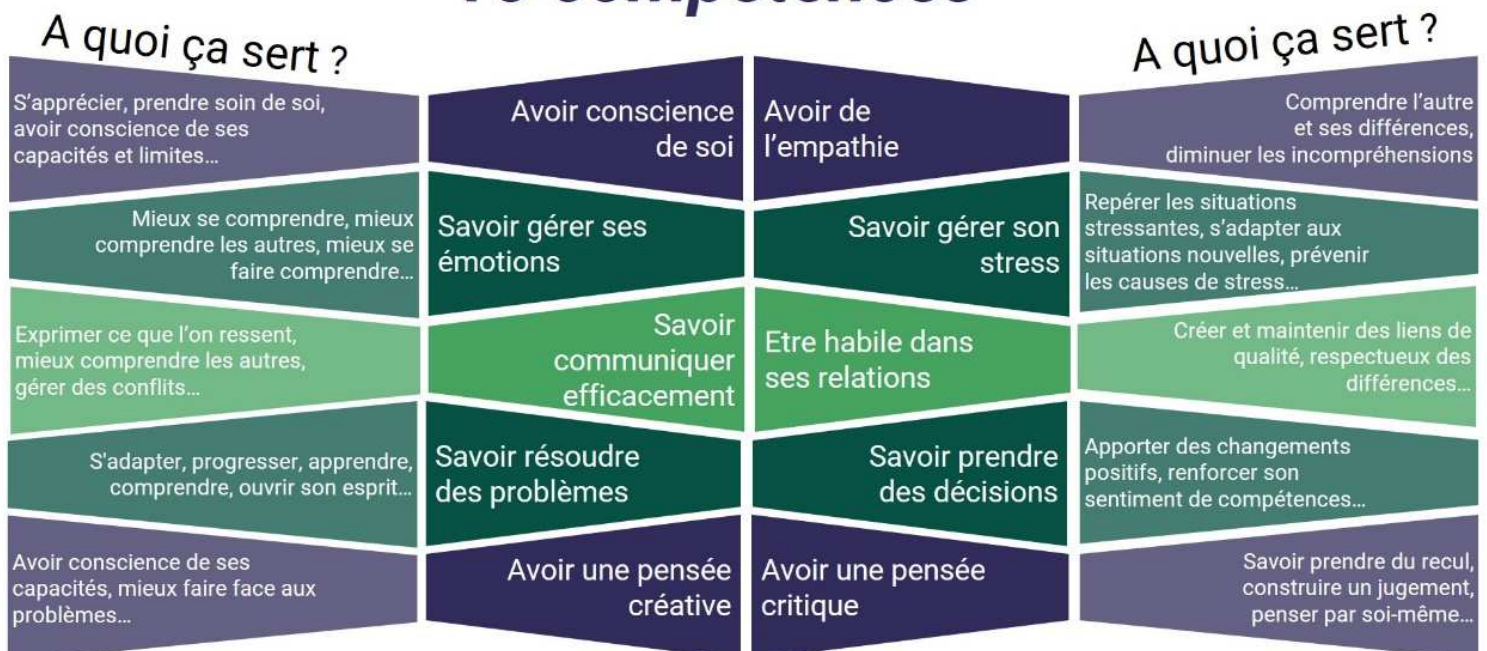 10 compétences
A quoi ça sert ?
A quoi ça sert ?
S'apprécier, prendre soin de soi,
avoir conscience de ses
capacités et limites…
Avoir conscience
de soi
Avoir de
l'empathie
Comprendre l'autre
et ses différences,
diminuer les incompréhensions
Mieux se comprendre, mieux
comprendre les autres, mieux se
faire comprendre…
Savoir gérer ses
émotions
Savoir gérer son
stress
Repérer les situations
stressantes, s'adapter aux
situations nouvelles, prévenir
les causes de stress…
Exprimer ce que l'on ressent,
mieux comprendre les autres,
gérer des conflits…
Savoir
communiquer
efficacement
Etre habile dans
ses relations
Créer et maintenir des liens de
qualité, respectueux des
différences…
S'adapter, progresser, apprendre,
comprendre, ouvrir son esprit…
Savoir résoudre
des problèmes
Savoir prendre
des décisions
Apporter des changements
positifs, renforcer son
sentiment de compétences…
Avoir conscience de ses
capacités, mieux faire face aux
problèmes…
Avoir une pensée
créative
Avoir une pensée
critique
Savoir prendre du recul,
construire un jugement,
penser par soi-même…